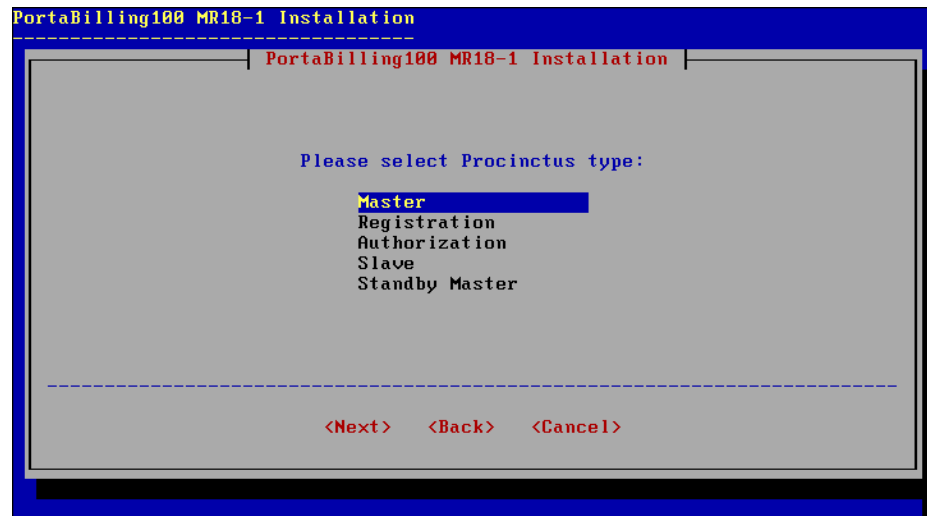 PortaBilling100 MR18-1 Installation
-----------------------------------
PortaBilling100 MR18-1 Installation
Please select Procinctus type:
Master
Registration
Authorization
Slave
Standby Master
<Next> <Back> <Cancel>